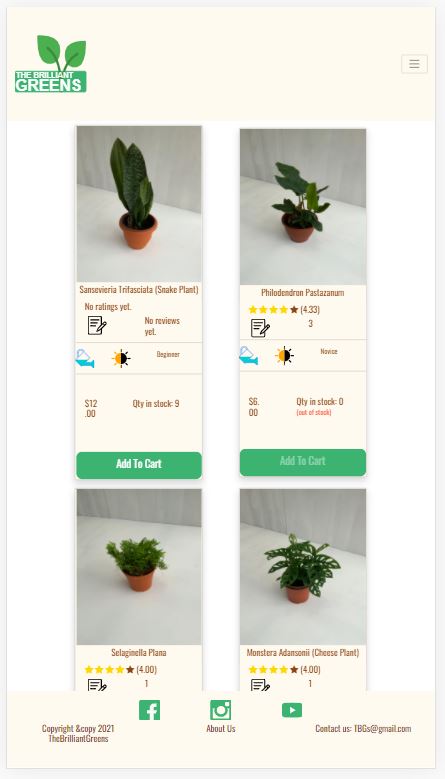 THE BRILLIANT
GREENS
Sansevieria Trifasciata (Snake Plant)
No ratings yet.
No reviews
yet.
Beginner
$12
.00
Qty in stock: 9
Add To Cart
Philodendron Pastazanum
(4.33)
3
Novice
$6.
00
Qty in stock: 0
(out of stock)
Add To Cart
Selaginella Plana
(4.00)
1
Monstera Adansonii (Cheese Plant)
(4.00)
1
Copyright &copy 2021
TheBrilliantGreens
About Us
Contact us: TBGs@gmail.com